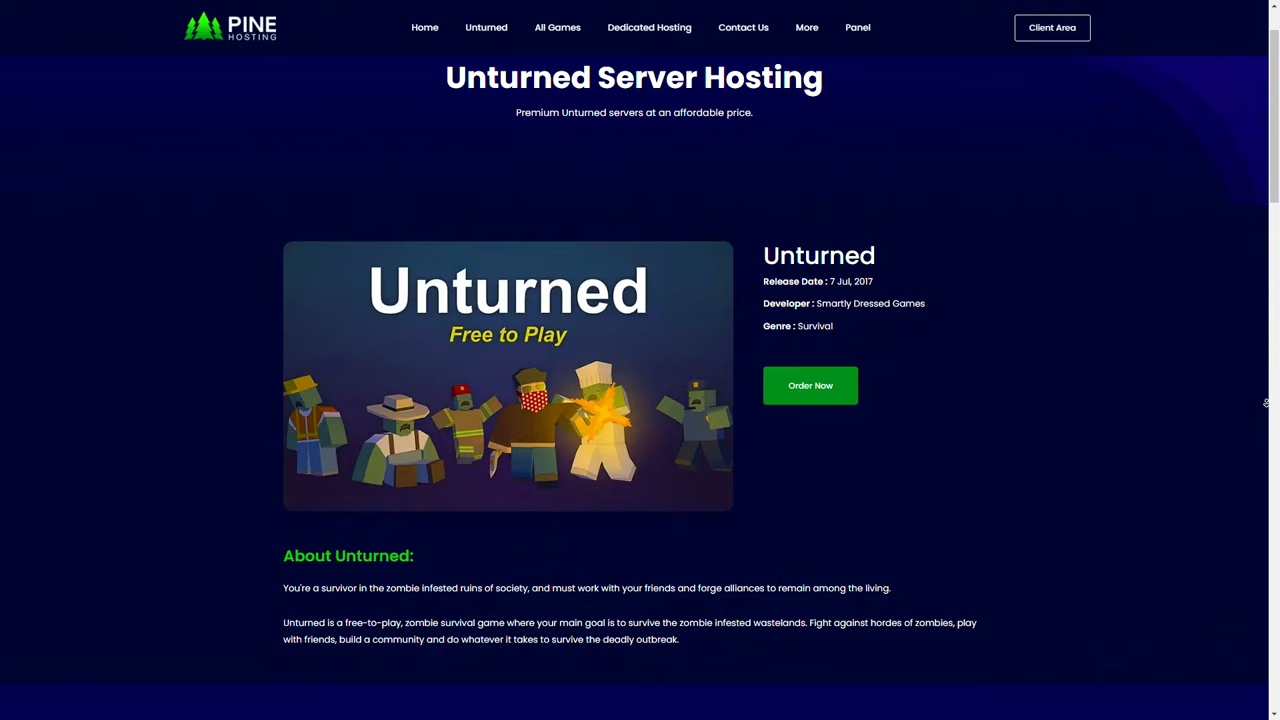 PINE
HOSTING
Home
Unturned
All Games
Dedicated Hosting
Contact Us
More
Panel
Client Area
Unturned Server Hosting
Premium Unturned servers at an affordable price.
Unturned
Free to Play
Unturned
Release Date : 7 Jul, 2017
Developer : Smartly Dressed Games
Genre : Survival
Order Now
About Unturned:
You're a survivor in the zombie infested ruins of society, and must work with your friends and forge alliances to remain among the living.
Unturned is a free-to-play, zombie survival game where your main goal is to survive the zombie infested wastelands. Fight against hordes of zombies, play
with friends, build a community and do whatever it takes to survive the deadly outbreak.